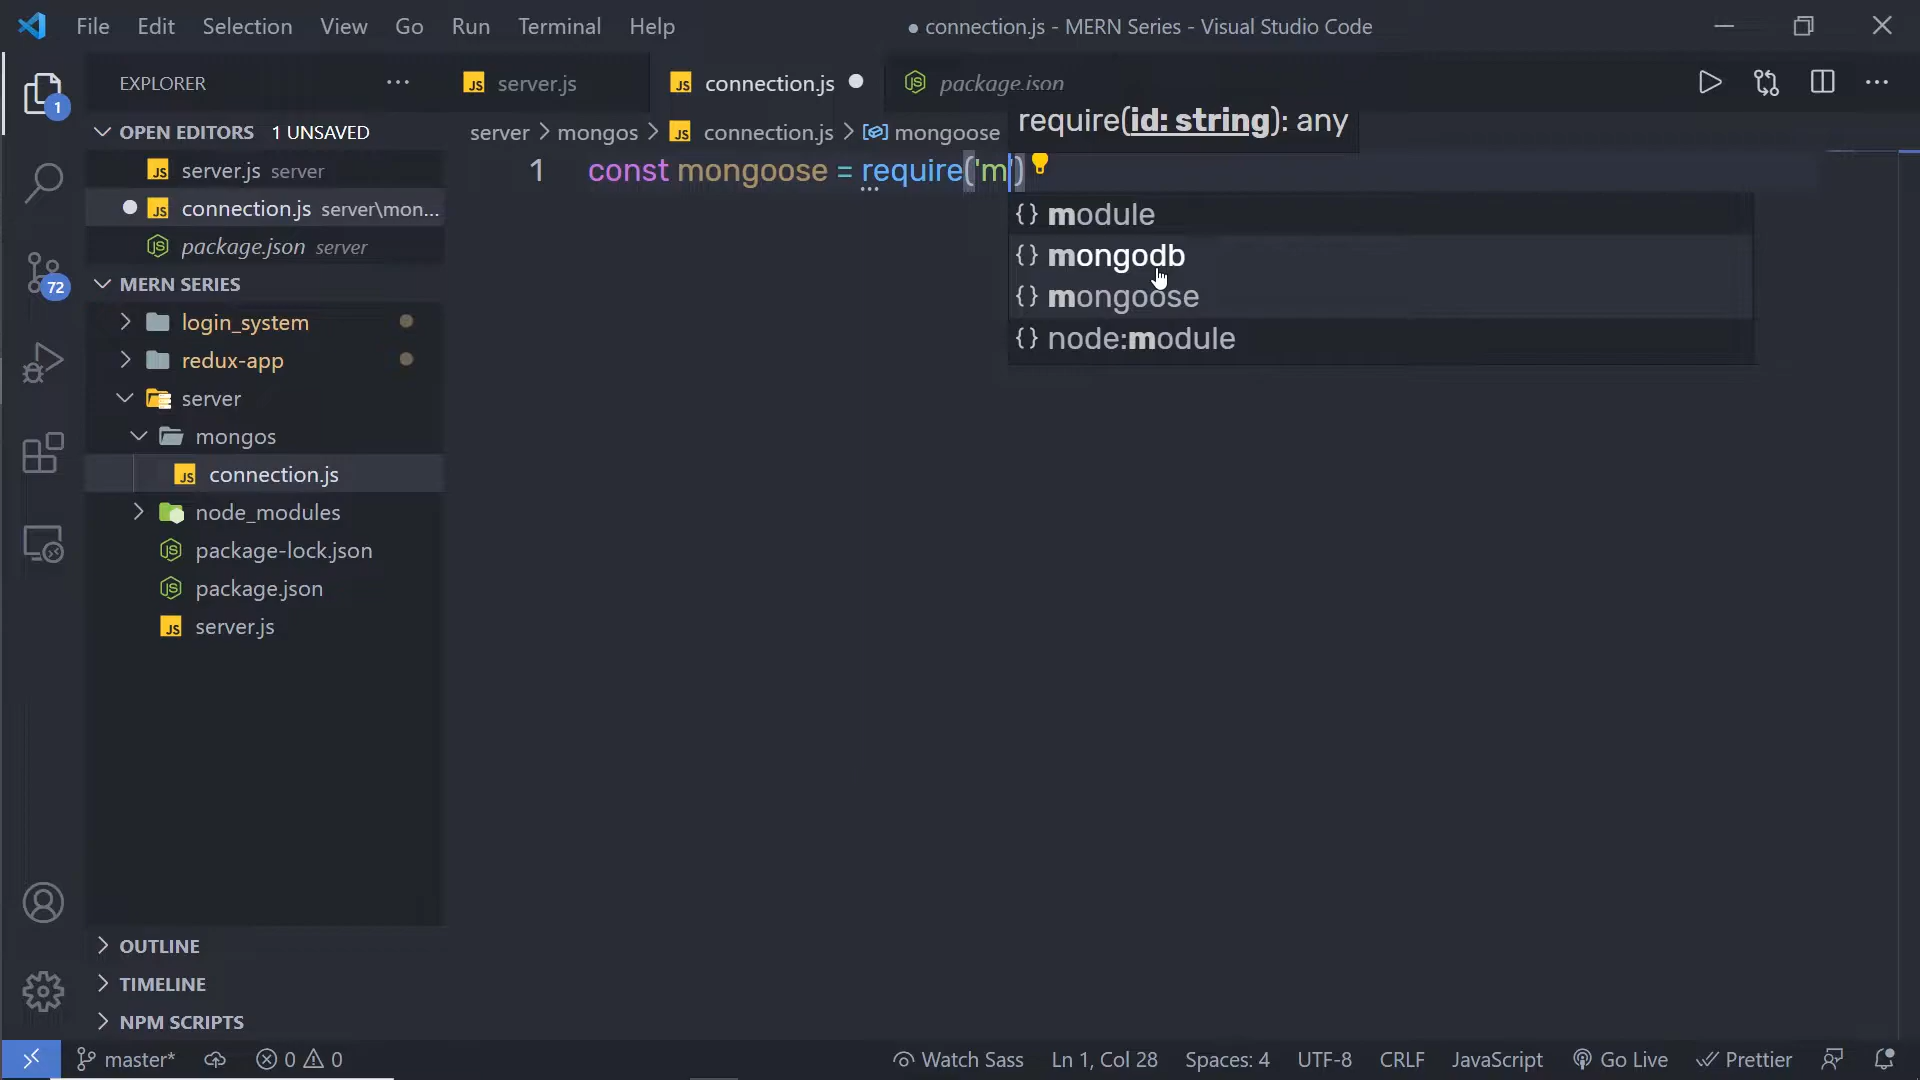 File Edit Selection View Go Run Terminal Help
● connection.js - MERN Series - Visual Studio Code
EXPLORER
server.js
connection.js
package.json
1
OPEN EDITORS 1 UNSAVED
server.js server
connection.js server\mon...
package.json server
MERN SERIES
login_system
redux-app
server
mongos
connection.js
node_modules
package-lock.json
package.json
server.js
72
OUTLINE
TIMELINE
NPM SCRIPTS
server > mongos > connection.js > mongoose
require(id: string): any
1 const mongoose = require('m')
{} module
{} mongodb
{} mongoose
{} node:module
master* 0 0 Watch Sass Ln 1, Col 28 Spaces: 4 UTF-8 CRLF JavaScript Go Live Prettier